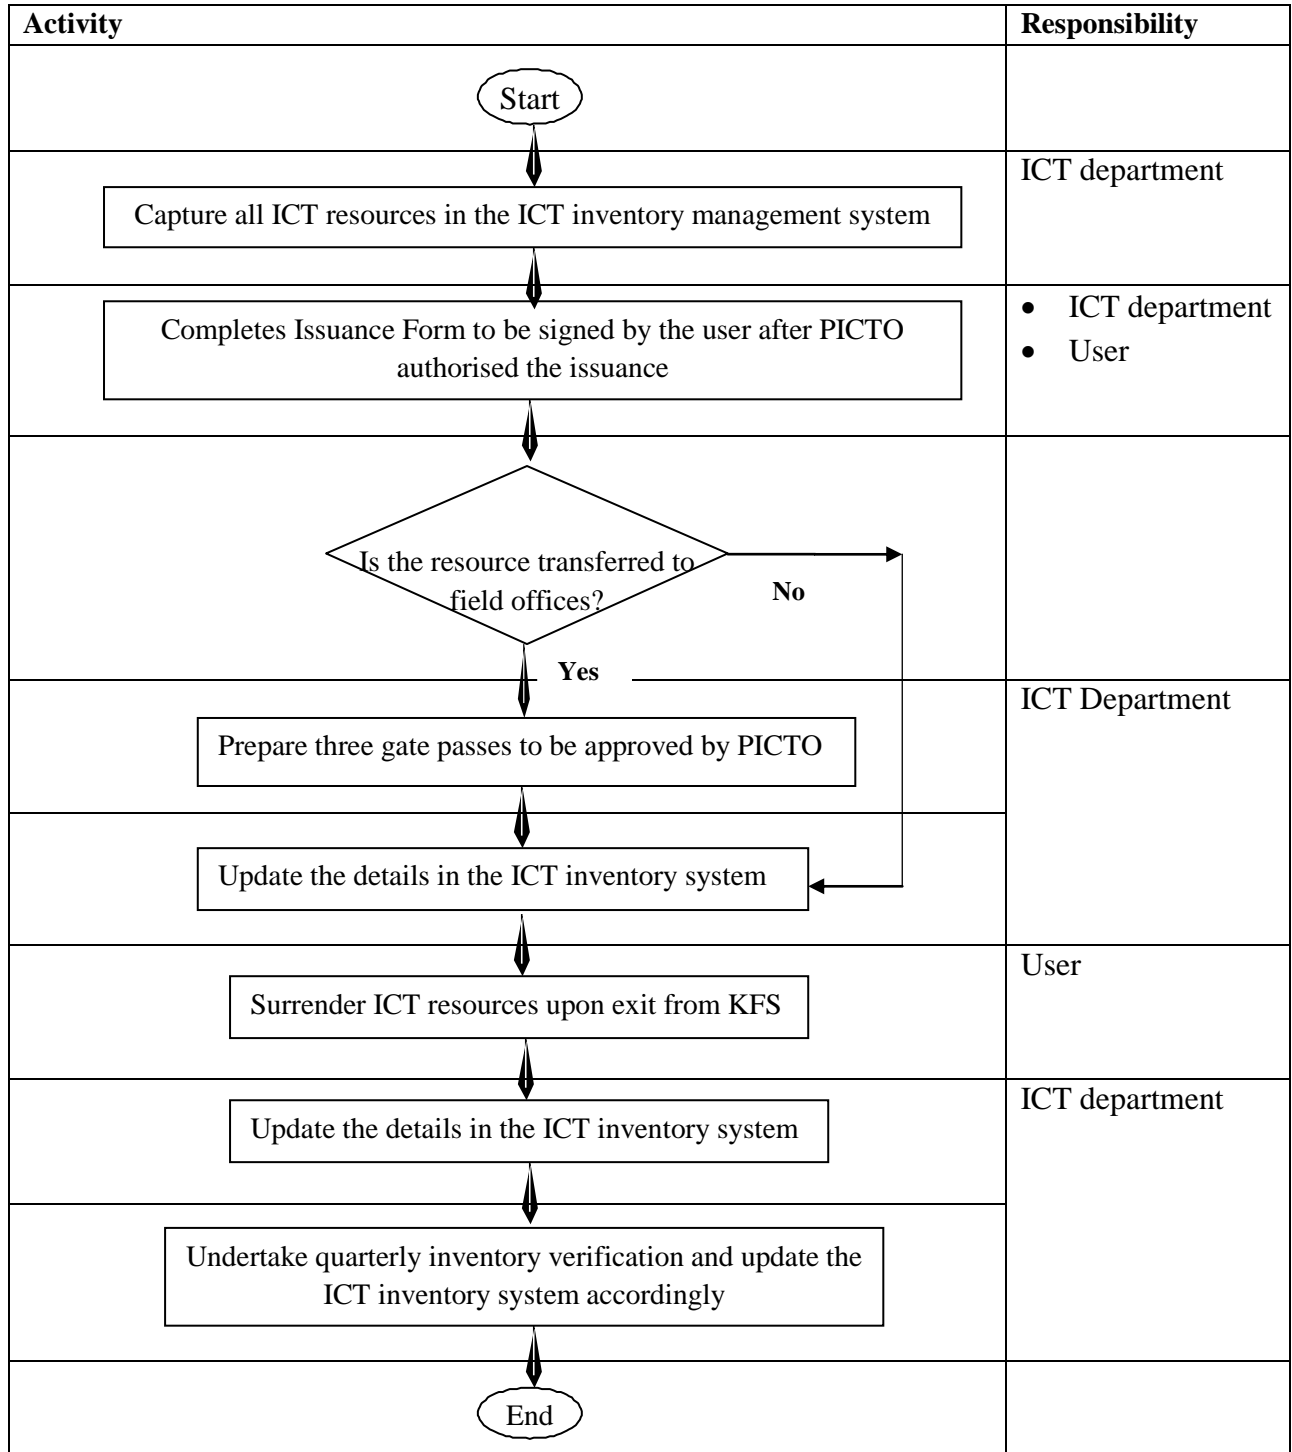 Activity
Responsibility
Start
ICT department
Capture all ICT resources in the ICT inventory management system
Completes Issuance Form to be signed by the user after PICTO
authorised the issuance
• ICT department
• User
Is the resource transferred to
field offices?
No
Yes
ICT Department
Prepare three gate passes to be approved by PICTO
Update the details in the ICT inventory system
User
Surrender ICT resources upon exit from KFS
ICT department
Update the details in the ICT inventory system
Undertake quarterly inventory verification and update the
ICT inventory system accordingly
End